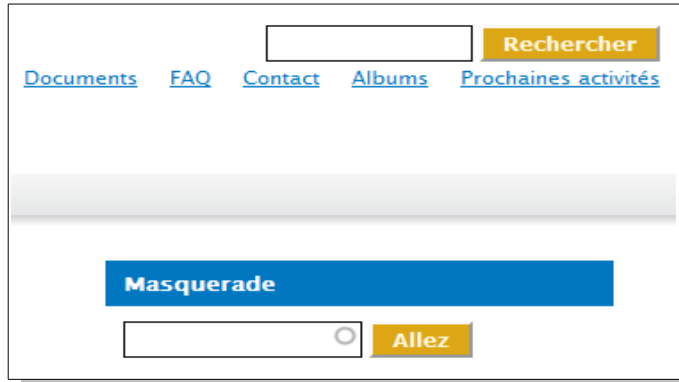 Rechercher
Documents FAQ Contact Albums Prochaines activités
Masquerade
Allez